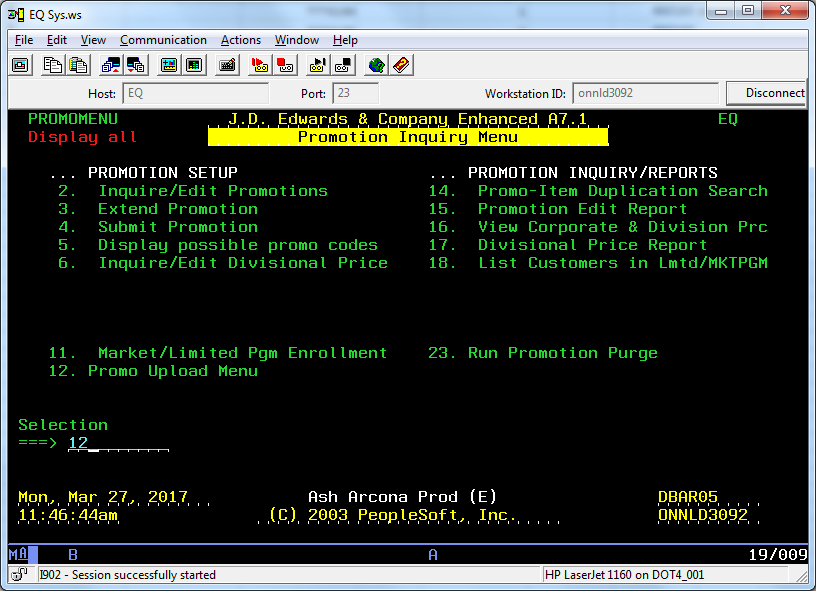 EQ Sys.ws
File Edit View Communication Actions Window Help
Host: EQ Port: 23 Workstation ID: onnld3092 Disconnect
PROMOMENU J.D. Edwards & Company Enhanced A7.1 EQ
Display all Promotion Inquiry Menu
... PROMOTION SETUP ... PROMOTION INQUIRY/REPORTS
2. Inquire/Edit Promotions 14. Promo-Item Duplication Search
3. Extend Promotion 15. Promotion Edit Report
4. Submit Promotion 16. View Corporate & Division Prc
5. Display possible promo codes 17. Divisional Price Report
6. Inquire/Edit Divisional Price 18. List Customers in Lmtd/MKTPGM
11. Market/Limited Pgm Enrollment 23. Run Promotion Purge
12. Promo Upload Menu
Selection
===> 12
Mon, Mar 27, 2017 Ash Arcona Prod (E) DBAR05
11:46:44am (C) 2003 PeopleSoft, Inc. ONNLD3092
MA B A 19/009
I902 - Session successfully started HP LaserJet 1160 on DOT4_001